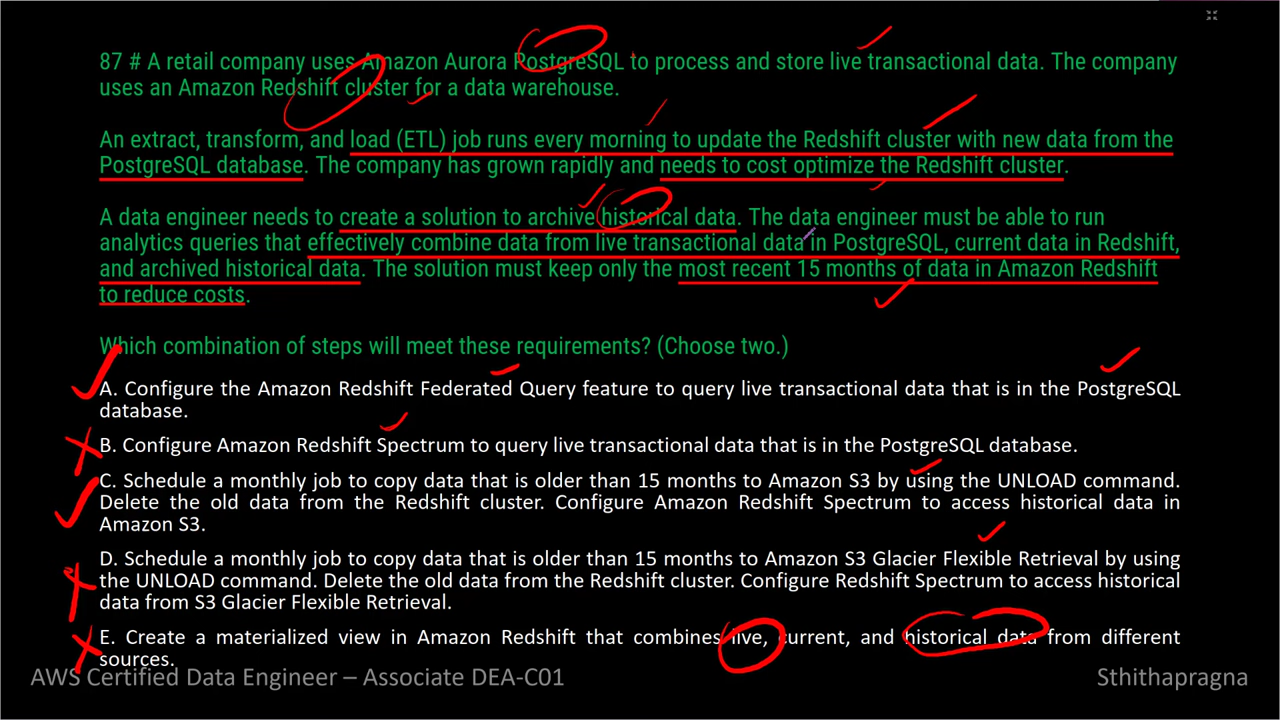 87 # A retail company uses Amazon Aurora PostgreSQL to process and store live transactional data. The company
uses an Amazon Redshift cluster for a data warehouse.
An extract, transform, and load (ETL) job runs every morning to update the Redshift cluster with new data from the
PostgreSQL database. The company has grown rapidly and needs to cost optimize the Redshift cluster.
A data engineer needs to create a solution to archive historical data. The data engineer must be able to run
analytics queries that effectively combine data from live transactional data in PostgreSQL, current data in Redshift,
and archived historical data. The solution must keep only the most recent 15 months of data in Amazon Redshift
to reduce costs.
Which combination of steps will meet these requirements? (Choose two.)
A. Configure the Amazon Redshift Federated Query feature to query live transactional data that is in the PostgreSQL
database.
B. Configure Amazon Redshift Spectrum to query live transactional data that is in the PostgreSQL database.
C. Schedule a monthly job to copy data that is older than 15 months to Amazon S3 by using the UNLOAD command.
Delete the old data from the Redshift cluster. Configure Amazon Redshift Spectrum to access historical data in
Amazon S3.
D. Schedule a monthly job to copy data that is older than 15 months to Amazon S3 Glacier Flexible Retrieval by using
the UNLOAD command. Delete the old data from the Redshift cluster. Configure Redshift Spectrum to access historical
data from S3 Glacier Flexible Retrieval.
E. Create a materialized view in Amazon Redshift that combines live, current, and historical data from different
sources.
AWS Certified Data Engineer – Associate DEA-C01
Sthithapragna